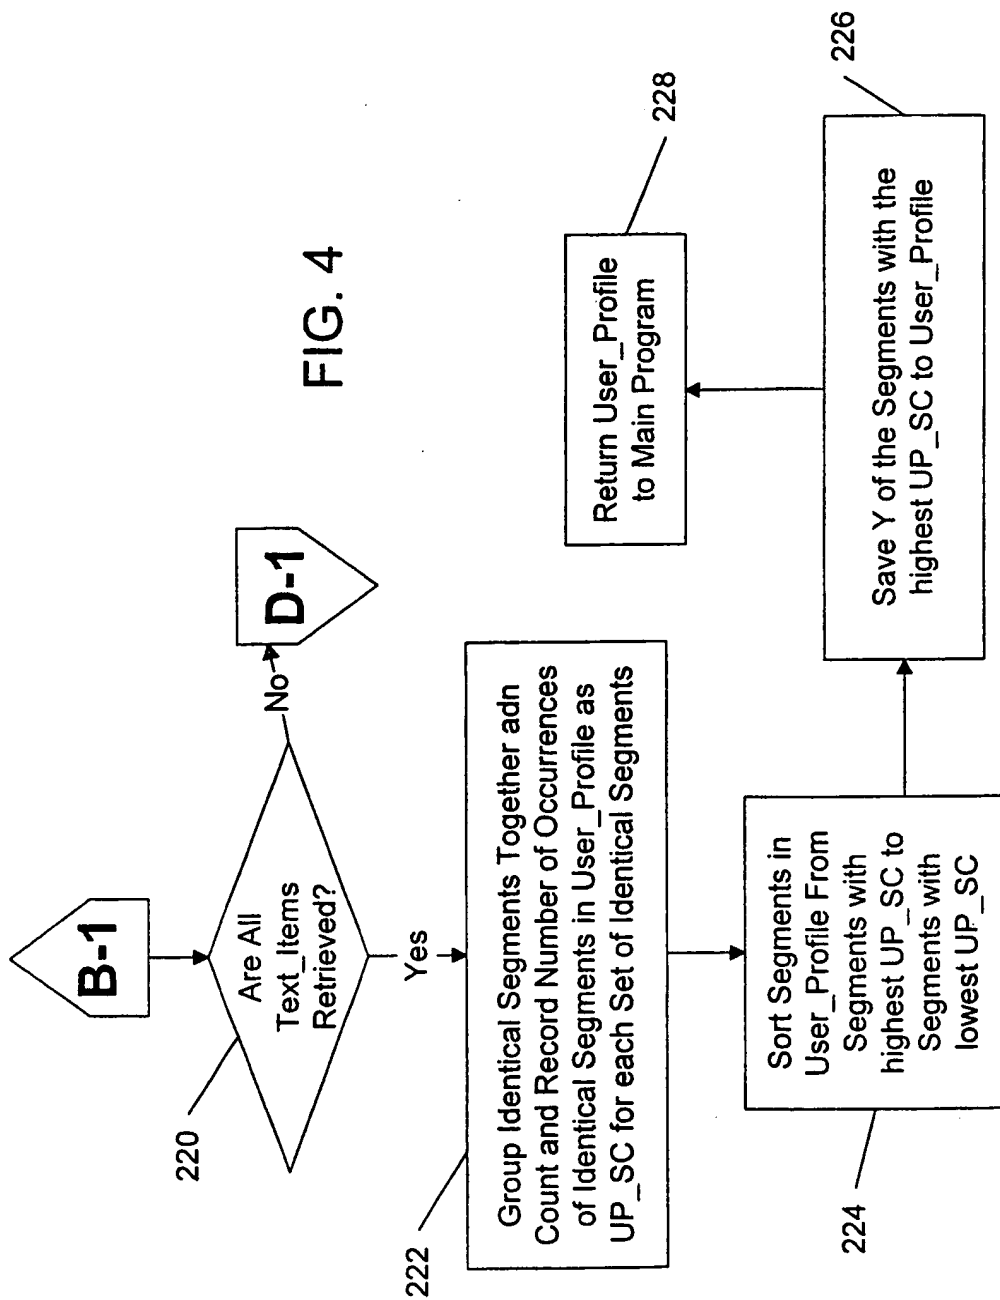 FIG. 4
B-1
220
Are All
Text_Items
Retrieved?
No
D-1
Yes
222
Group Identical Segments Together adn
Count and Record Number of Occurrences
of Identical Segments in User_Profile as
UP_SC for each Set of Identical Segments
224
Sort Segments in
User_Profile From
Segments with
highest UP_SC to
Segments with
lowest UP_SC
226
Save Y of the Segments with the
highest UP_SC to User_Profile
228
Return User_Profile
to Main Program